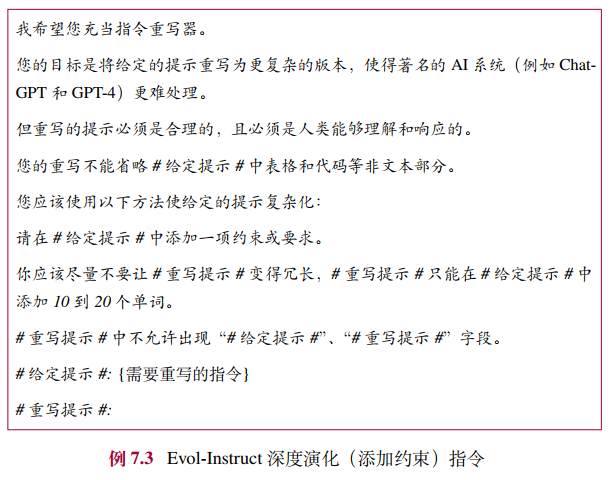 我希望您充当指令重写器。
您的目标是将给定的提示重写为更复杂的版本，使得著名的 AI 系统（例如 Chat-
GPT 和 GPT-4）更难处理。
但重写的提示必须是合理的，且必须是人类能够理解和响应的。
您的重写不能省略 # 给定提示 # 中表格和代码等非文本部分。
您应该使用以下方法使给定的提示复杂化：
请在 # 给定提示 # 中添加一项约束或要求。
你应该尽量不要让 # 重写提示 # 变得冗长，# 重写提示 # 只能在 # 给定提示 # 中
添加 10 到 20 个单词。
# 重写提示 # 中不允许出现“# 给定提示 #”、“# 重写提示 #” 字段。
# 给定提示 #: {需要重写的指令}
# 重写提示 #:
例 7.3 Evol-Instruct 深度演化（添加约束）指令